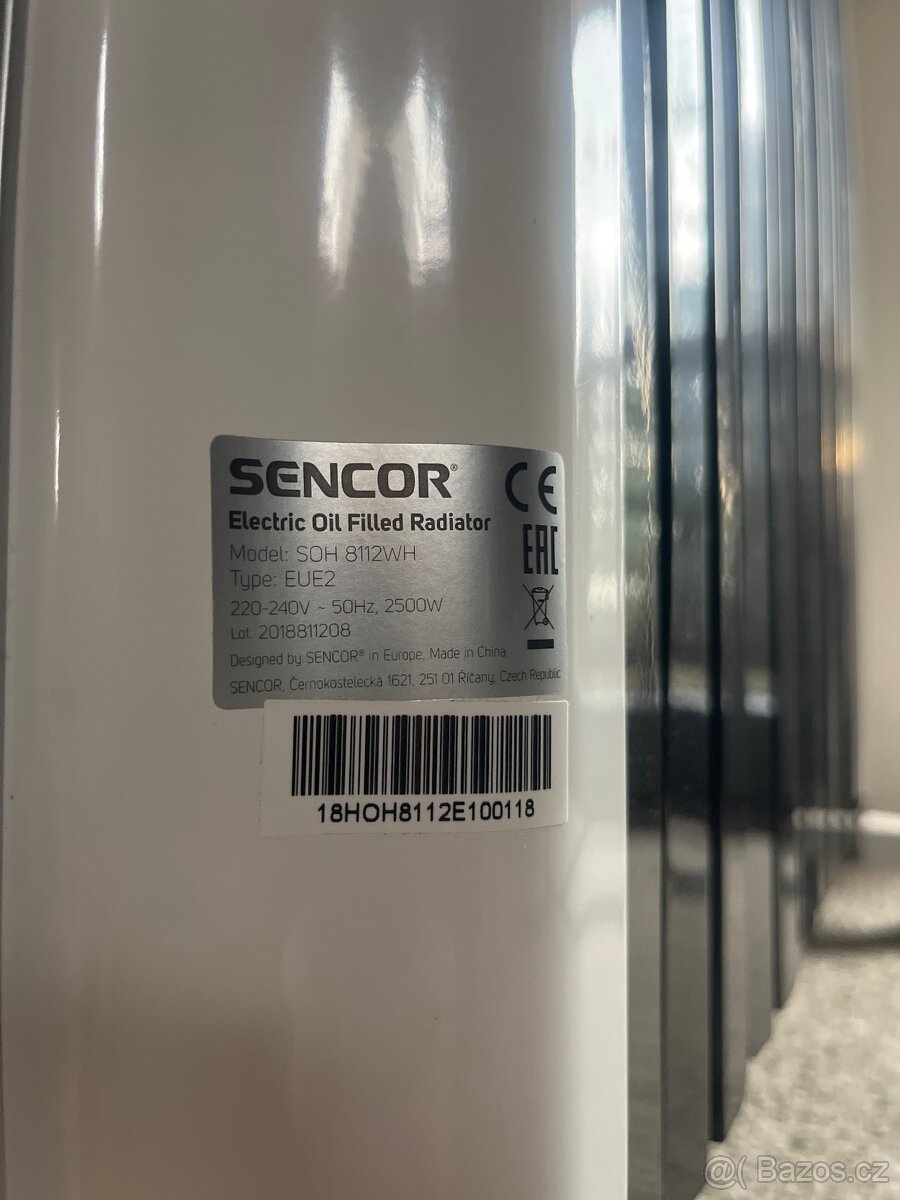 SENCOR®
CE
Electric Oil Filled Radiator
EAC
Model: SOH 8112WH
Type: EUE2
220-240V ~ 50Hz, 2500W
Lot: 2018811208
Designed by SENCOR® in Europe, Made in China
SENCOR, Černokostelecká 1621, 251 01 Říčany, Czech Republic
18HOH8112E100118
Bazos.cz